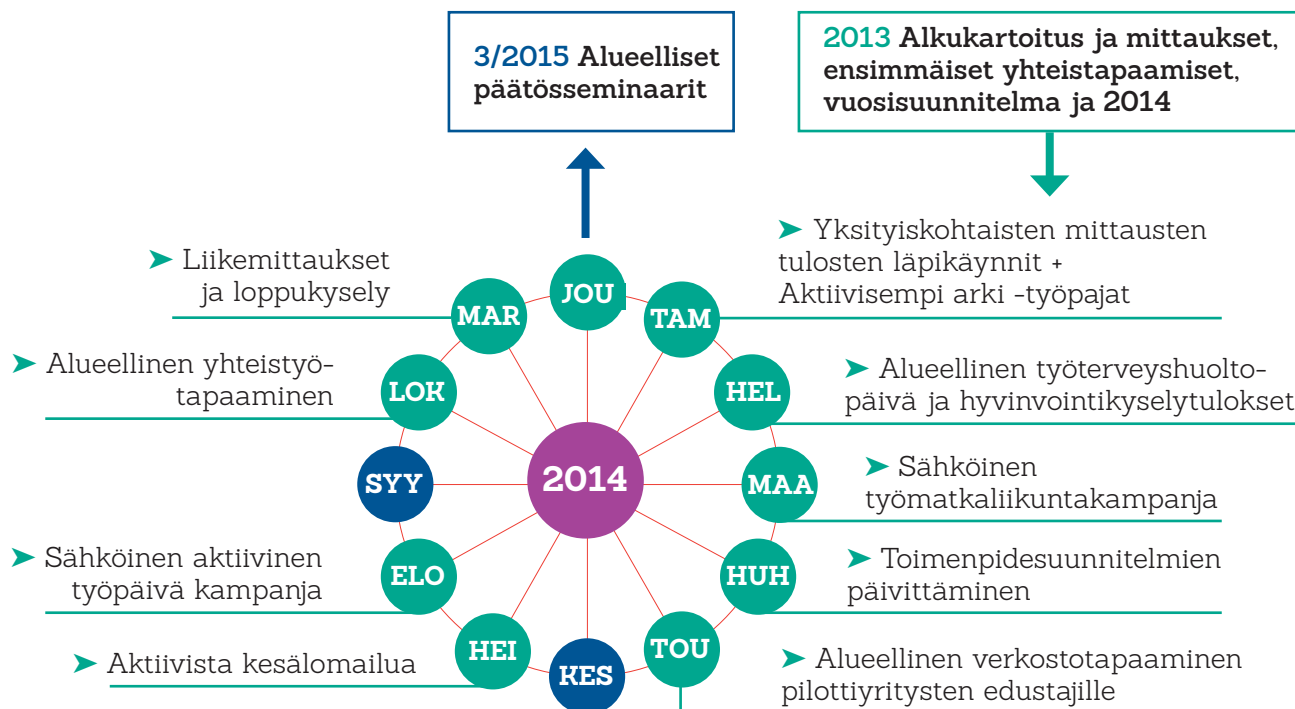 3/2015 Alueelliset
päätösseminaarit
2013 Alkukartoitus ja mittaukset,
ensimmäiset yhteistapaamiset,
vuosisuunnitelma ja 2014
➤ Yksityiskohtaisten mittausten
tulosten läpikäynnit +
Aktiivisempi arki -työpajat
➤ Alueellinen työterveyshuolto-
päivä ja hyvinvointikyselytulokset
➤ Sähköinen
työmatkaliikuntakampanja
➤ Toimenpidesuunnitelmien
päivittäminen
➤ Alueellinen verkostotapaaminen
pilottiyritysten edustajille
➤ Aktiivista kesälomailua
➤ Sähköinen aktiivinen
työpäivä kampanja
➤ Alueellinen yhteistyö-
tapaaminen
➤ Liikemittaukset
ja loppukysely
JOU
TAM
HEL
MAA
HUH
TOU
KES
HEI
ELO
SYY
LOK
MAR
2014